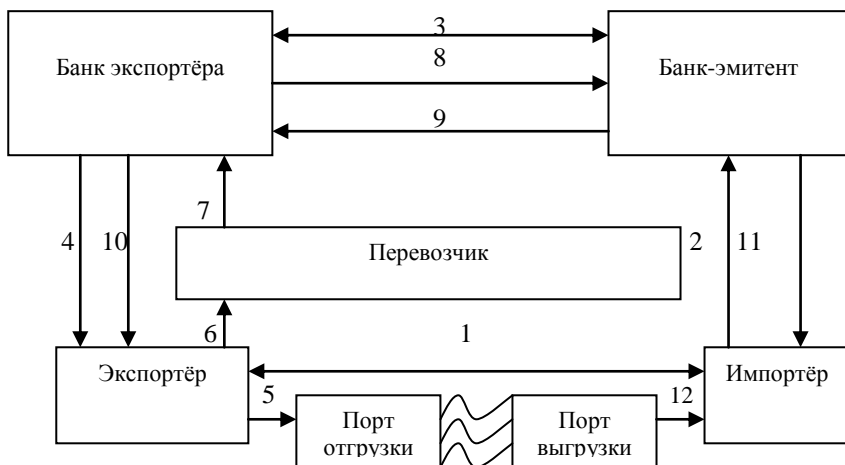 3
Банк экспортёра
Банк-эмитент
8
9
7
4
10
2
11
Перевозчик
6
1
Экспортёр
Импортёр
5
12
Порт
отгрузки
Порт
выгрузки